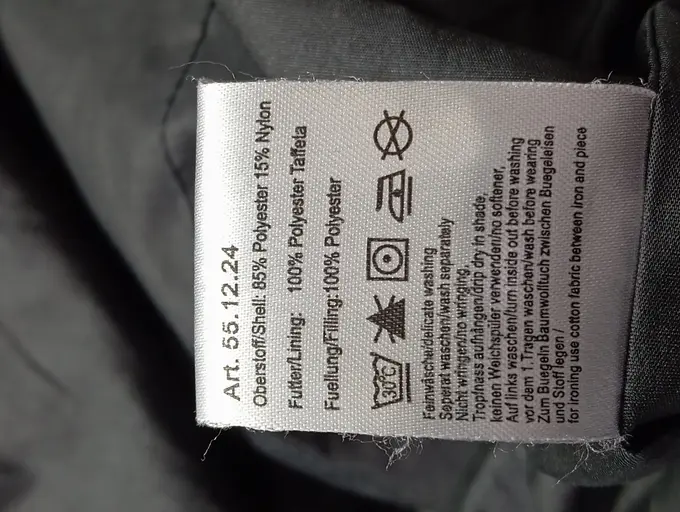 Art. 55.12.24
Oberstoff/Shell: 85% Polyester 15% Nylon
Futter/Lining: 100% Polyester Taffeta
Fuellung/Filling:100% Polyester
30°C
Feinwäsche/delicate washing
Seperat waschen/wash separately
Nicht wringen/no wringing,
Tropfnass aufhängen/drip dry in shade,
keinen Weichspüler verwenden/no softener,
Auf links waschen/turn inside out before washing
vor dem 1.Tragen waschen/wash before wearing
Zum Buegeln Baumwolltuch zwischen Buegeleisen
und Stoff legen /
for ironing use cotton fabric between iron and piece